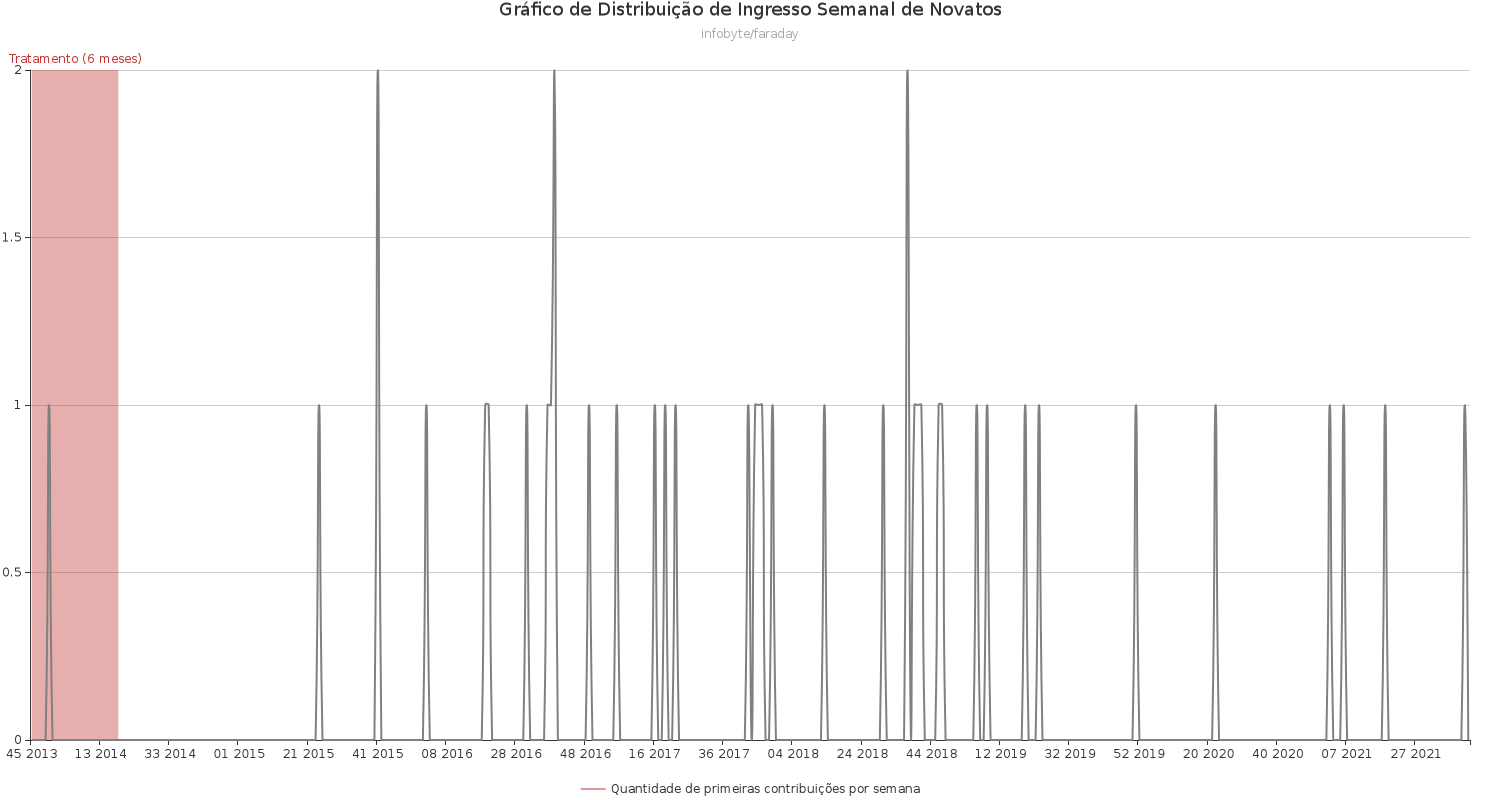 Gráfico de Distribuição de Ingresso Semanal de Novatos
infobyte/faraday
Tratamento (6 meses)
2
1.5
1
0.5
0
45 2013 13 2014 33 2014 01 2015 21 2015 41 2015 08 2016 28 2016 48 2016 16 2017 36 2017 04 2018 24 2018 44 2018 12 2019 32 2019 52 2019 20 2020 40 2020 07 2021 27 2021
Quantidade de primeiras contribuições por semana